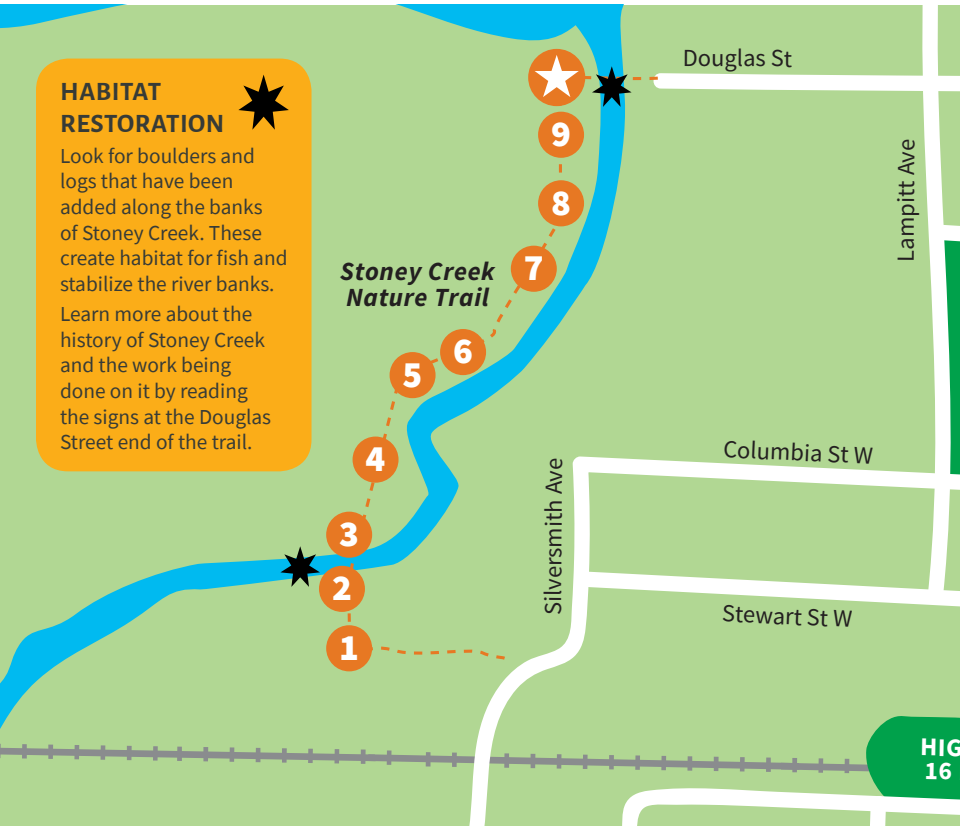 HABITAT
RESTORATION
Look for boulders and
logs that have been
added along the banks
of Stoney Creek. These
create habitat for fish and
stabilize the river banks.
Learn more about the
history of Stoney Creek
and the work being
done on it by reading
the signs at the Douglas
Street end of the trail.
Douglas St
9
8
7
Stoney Creek
Nature Trail
6
5
4
3
2
1
Lampitt Ave
Columbia St W
Silversmith Ave
Stewart St W
HIG
16